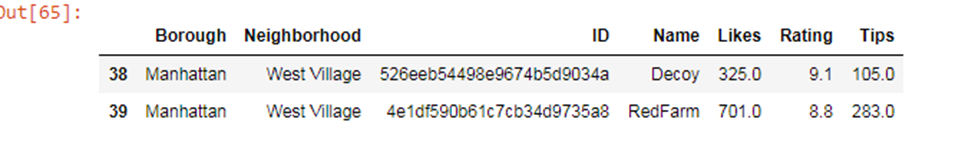 Out[65]:
Borough Neighborhood ID Name Likes Rating Tips
38 Manhattan West Village 526eeb54498e9674b5d9034a Decoy 325.0 9.1 105.0
39 Manhattan West Village 4e1df590b61c7cb34d9735a8 RedFarm 701.0 8.8 283.0